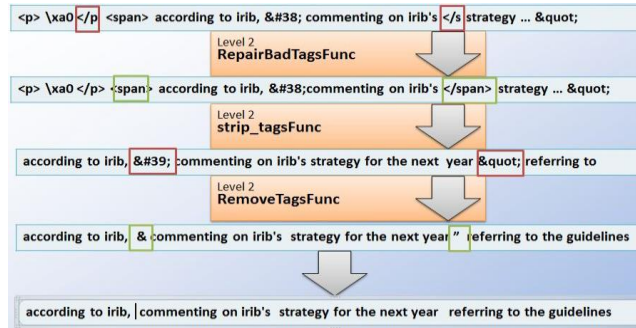 <p> \xa0 </p <span> according to irib, &#38; commenting on irib's </s strategy ... &quot;
Level 2
RepairBadTagsFunc
<p> \xa0 </p> <span> according to irib, &#38;commenting on irib's </span> strategy ... &quot;
Level 2
strip_tagsFunc
according to irib, &#39; commenting on irib's strategy for the next year &quot; referring to
Level 2
RemoveTagsFunc
according to irib, & commenting on irib's strategy for the next year " referring to the guidelines
according to irib, commenting on irib's strategy for the next year referring to the guidelines